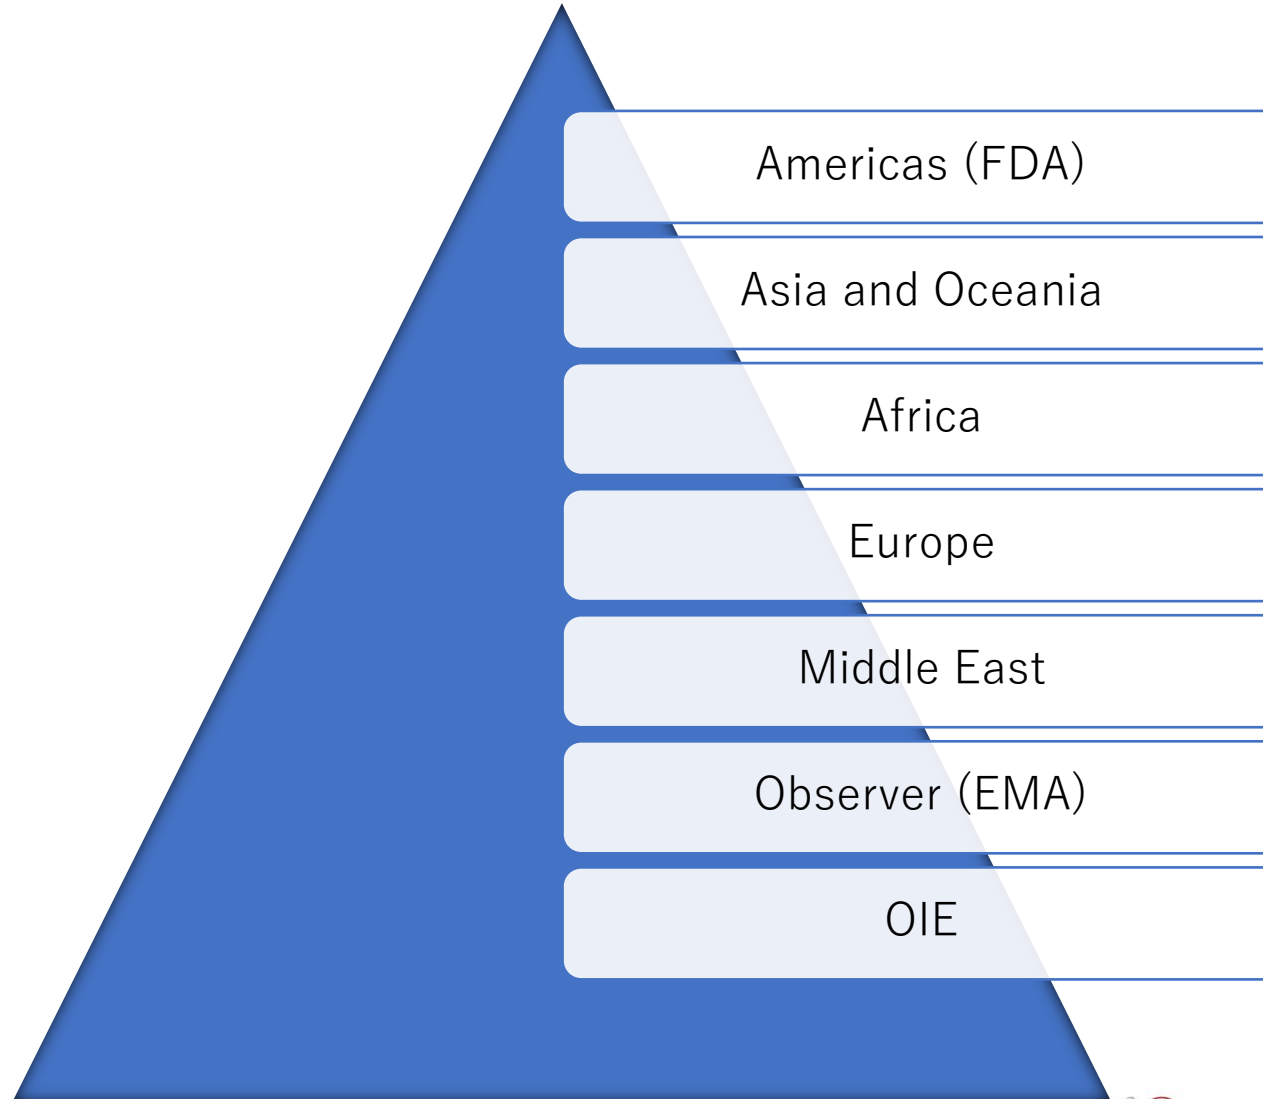 Americas (FDA)
Asia and Oceania
Africa
Europe
Middle East
Observer (EMA)
OIE